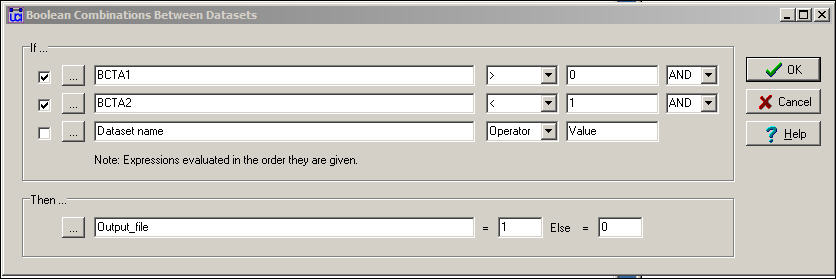 UCI Boolean Combinations Between Datasets
If ...
... BCTA1 > 0 AND
... BCTA2 < 1 AND
... Dataset name Operator Value
Note: Expressions evaluated in the order they are given.
OK
Cancel
Help
Then ...
... Output_file = 1 Else = 0